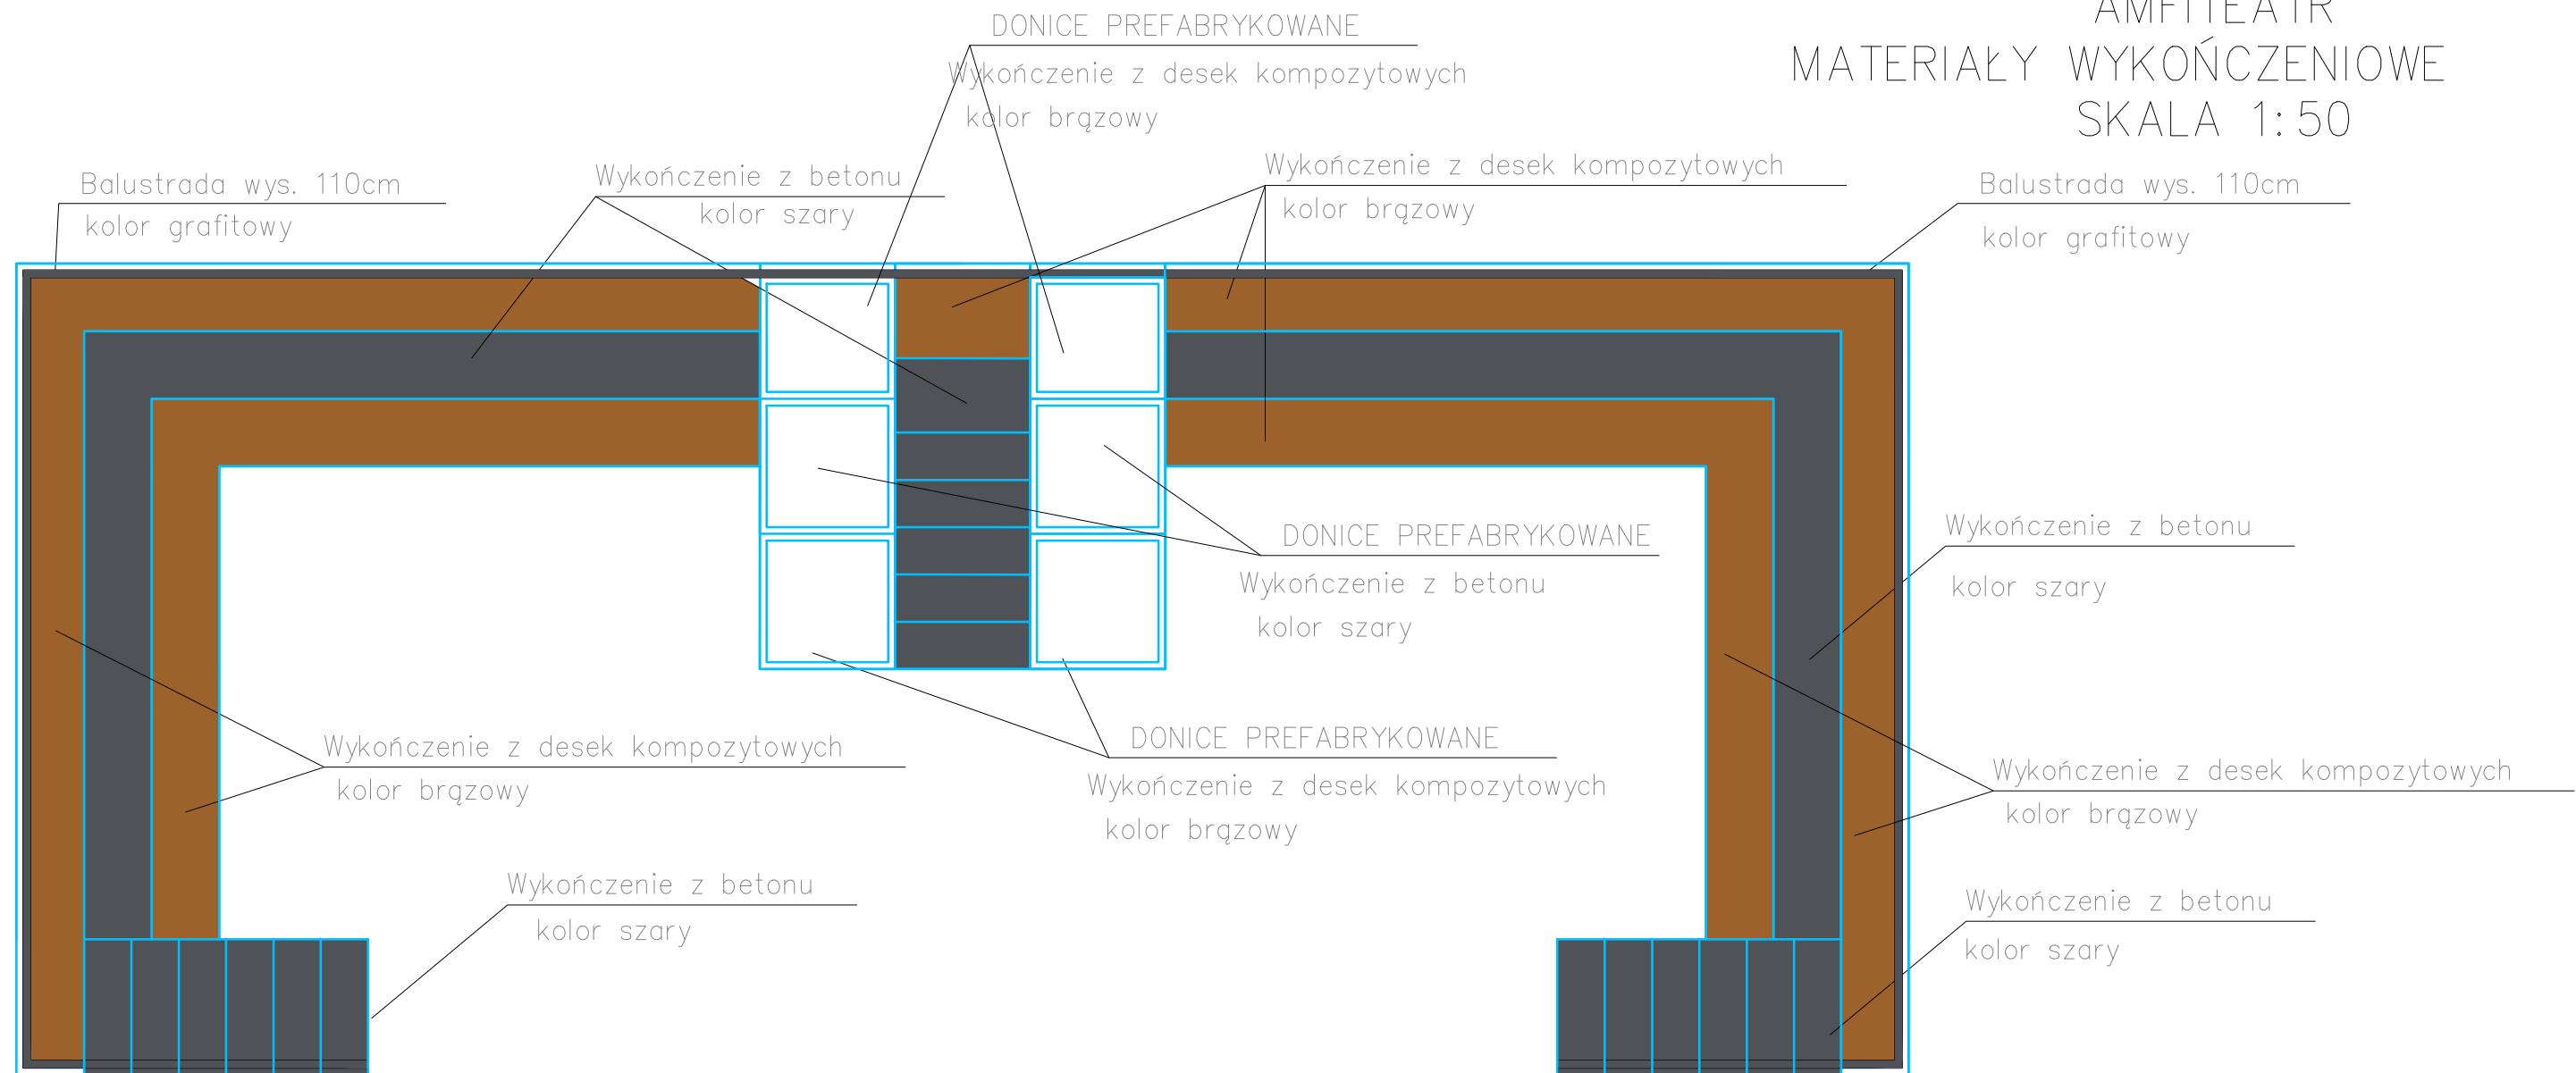 DONICE PREFABRYKOWANE
Wykończenie z desek kompozytowych
kolor brązowy
AMFITEATR
MATERIAŁY WYKOŃCZENIOWE
SKALA 1:50
Balustrada wys. 110cm
kolor grafitowy
Wykończenie z betonu
kolor szary
Wykończenie z desek kompozytowych
kolor brązowy
Balustrada wys. 110cm
kolor grafitowy
DONICE PREFABRYKOWANE
Wykończenie z betonu
kolor szary
Wykończenie z betonu
kolor szary
Wykończenie z desek kompozytowych
kolor brązowy
DONICE PREFABRYKOWANE
Wykończenie z desek kompozytowych
kolor brązowy
Wykończenie z desek kompozytowych
kolor brązowy
Wykończenie z betonu
kolor szary
Wykończenie z betonu
kolor szary